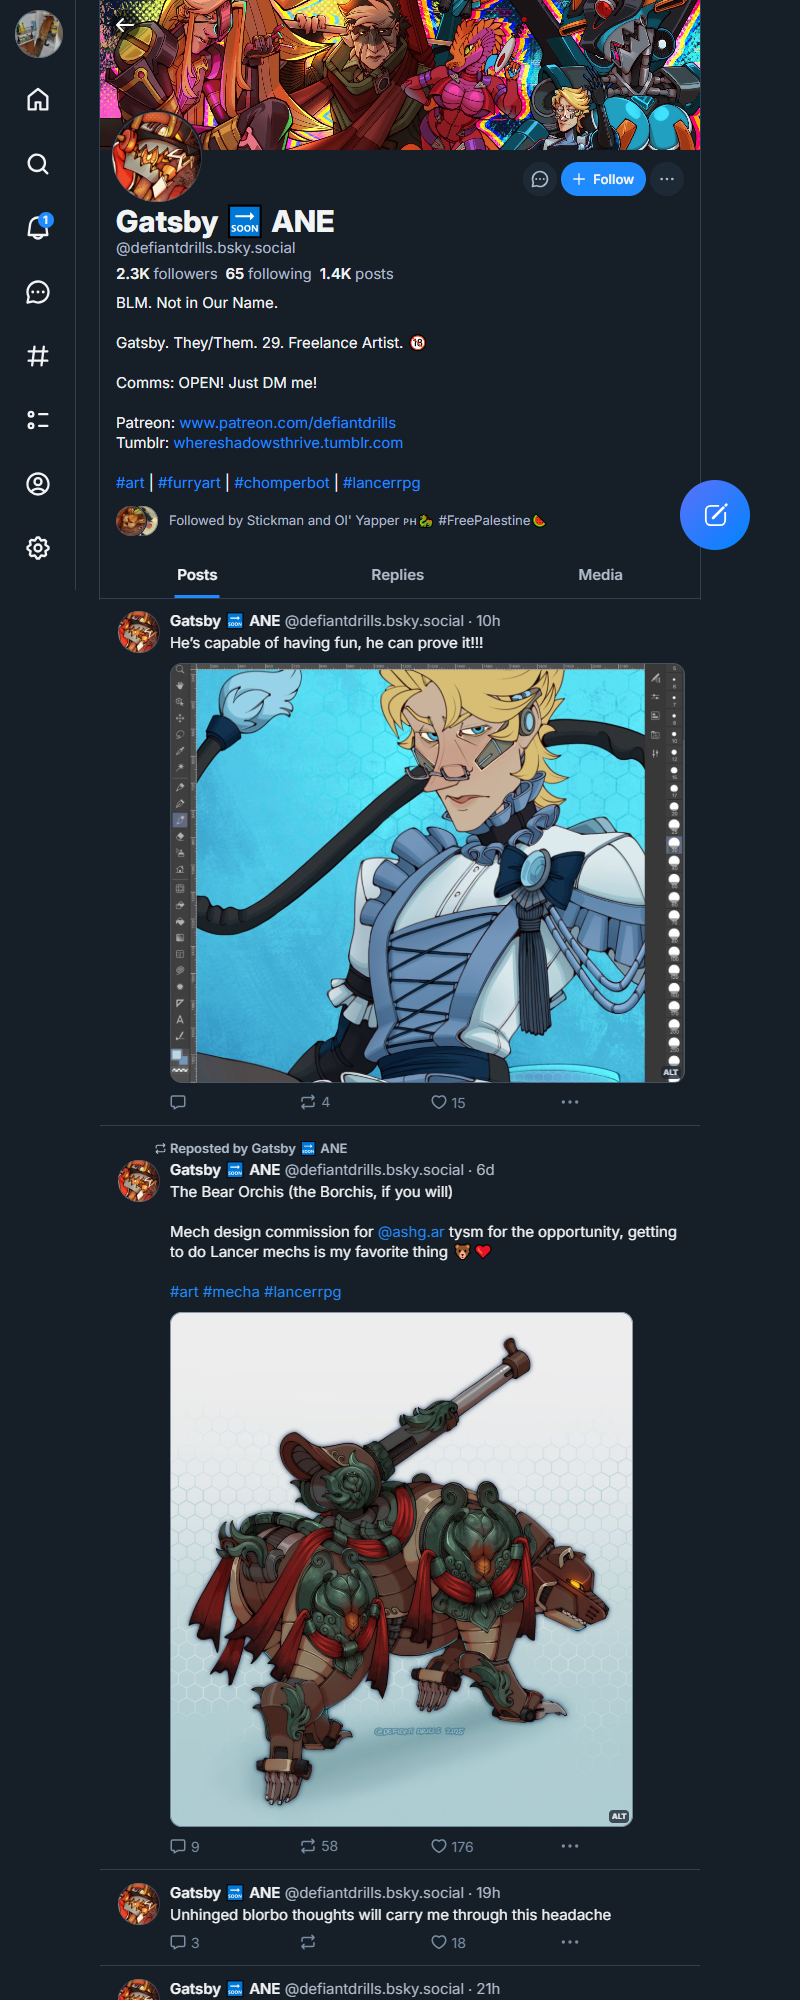 1
Follow
Gatsby 🔜 ANE
@defiantdrills.bsky.social
2.3K followers 65 following 1.4K posts
BLM. Not in Our Name.
Gatsby. They/Them. 29. Freelance Artist. 🔞
Comms: OPEN! Just DM me!
Patreon: www.patreon.com/defiantdrills
Tumblr: whereshadowsthrive.tumblr.com
#art | #furryart | #chomperbot | #lancerrpg
Followed by Stickman and Ol' Yapper ᴘʜ🐉 #FreePalestine🍉
Posts Replies Media
Gatsby 🔜 ANE @defiantdrills.bsky.social · 10h
He's capable of having fun, he can prove it!!!
ALT
4 15
Reposted by Gatsby 🔜 ANE
Gatsby 🔜 ANE @defiantdrills.bsky.social · 6d
The Bear Orchis (the Borchis, if you will)
Mech design commission for @ashg.ar tysm for the opportunity, getting
to do Lancer mechs is my favorite thing 🐻 ❤️
#art #mecha #lancerrpg
ALT
9 58 176
Gatsby 🔜 ANE @defiantdrills.bsky.social · 19h
Unhinged blorbo thoughts will carry me through this headache
3 18
Gatsby 🔜 ANE @defiantdrills.bsky.social · 21h